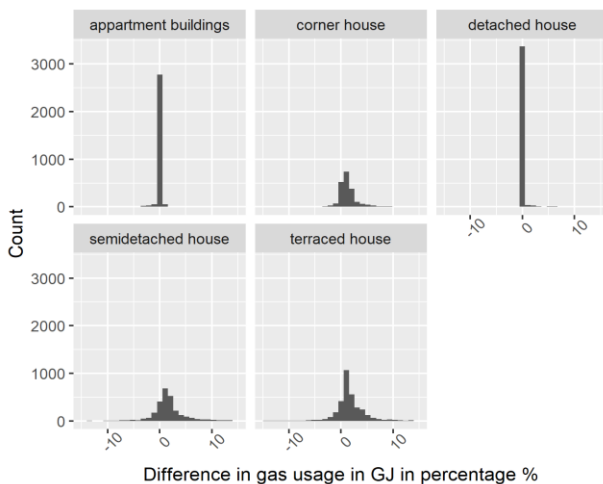 appartment buildings
corner house
detached house
3000
2000
1000
0
-10
0
10
semidetached house
terraced house
3000
2000
1000
0
-10
0
10
-10
0
10
Count
Difference in gas usage in GJ in percentage %